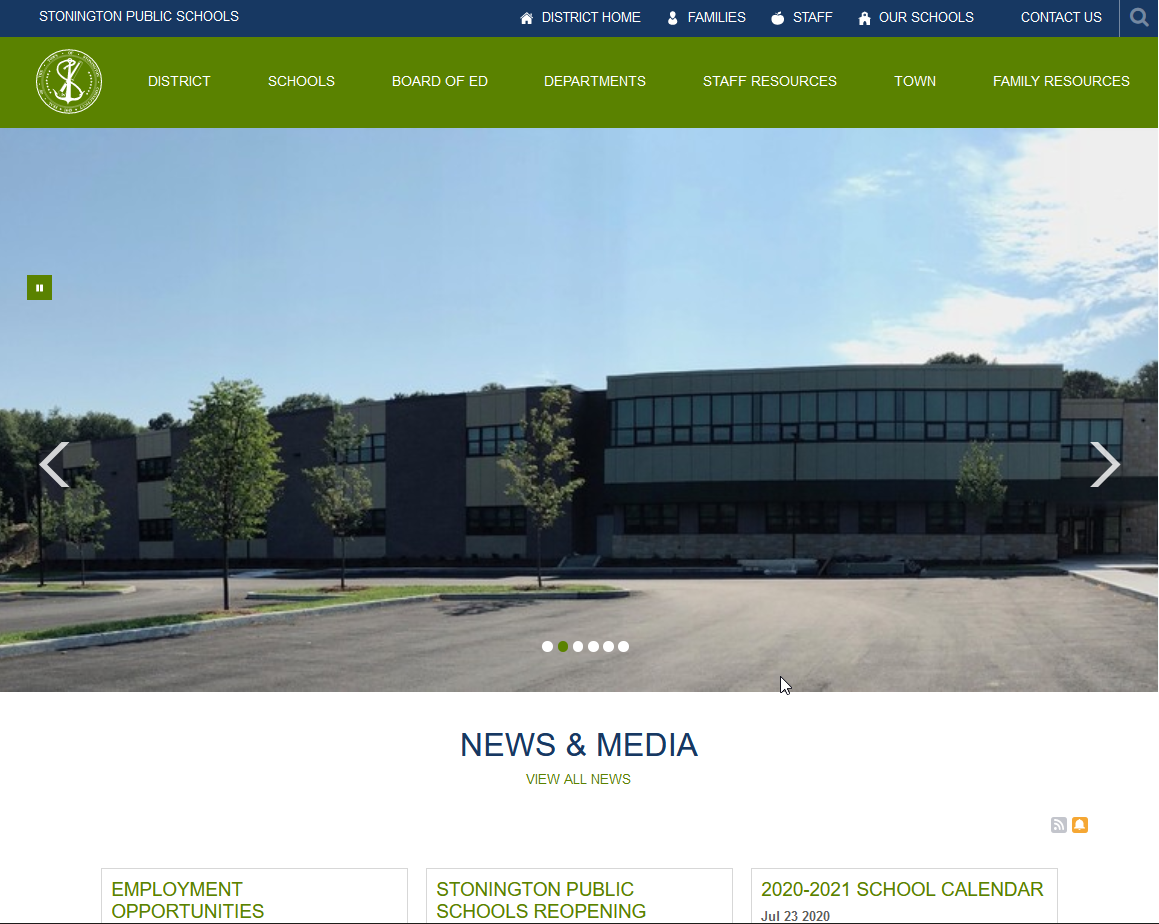 STONINGTON PUBLIC SCHOOLS
DISTRICT HOME
FAMILIES
STAFF
OUR SCHOOLS
CONTACT US
DISTRICT
SCHOOLS
BOARD OF ED
DEPARTMENTS
STAFF RESOURCES
TOWN
FAMILY RESOURCES
NEWS & MEDIA
VIEW ALL NEWS
EMPLOYMENT
OPPORTUNITIES
STONINGTON PUBLIC
SCHOOLS REOPENING
2020-2021 SCHOOL CALENDAR
Jul 23 2020